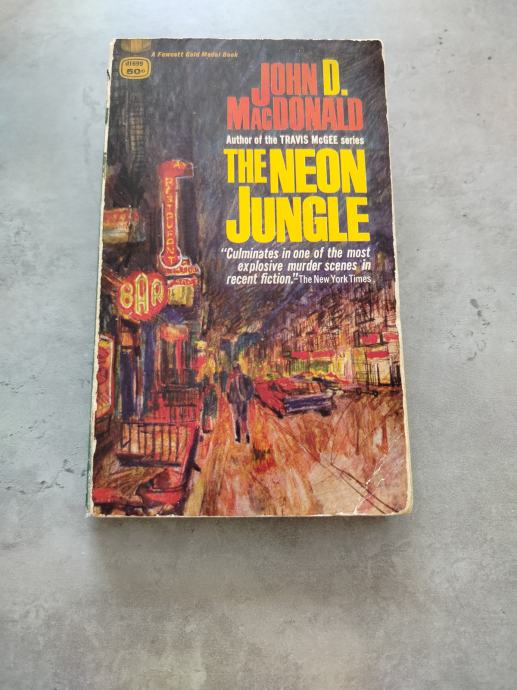 A Fawcett Gold Medal Book
d1695
50¢
JOHN D.
MACDONALD
Author of the TRAVIS McGEE series
THE NEON
JUNGLE
"Culminates in one of the most
explosive murder scenes in
recent fiction." The New York Times
RESTAURANT
BAR